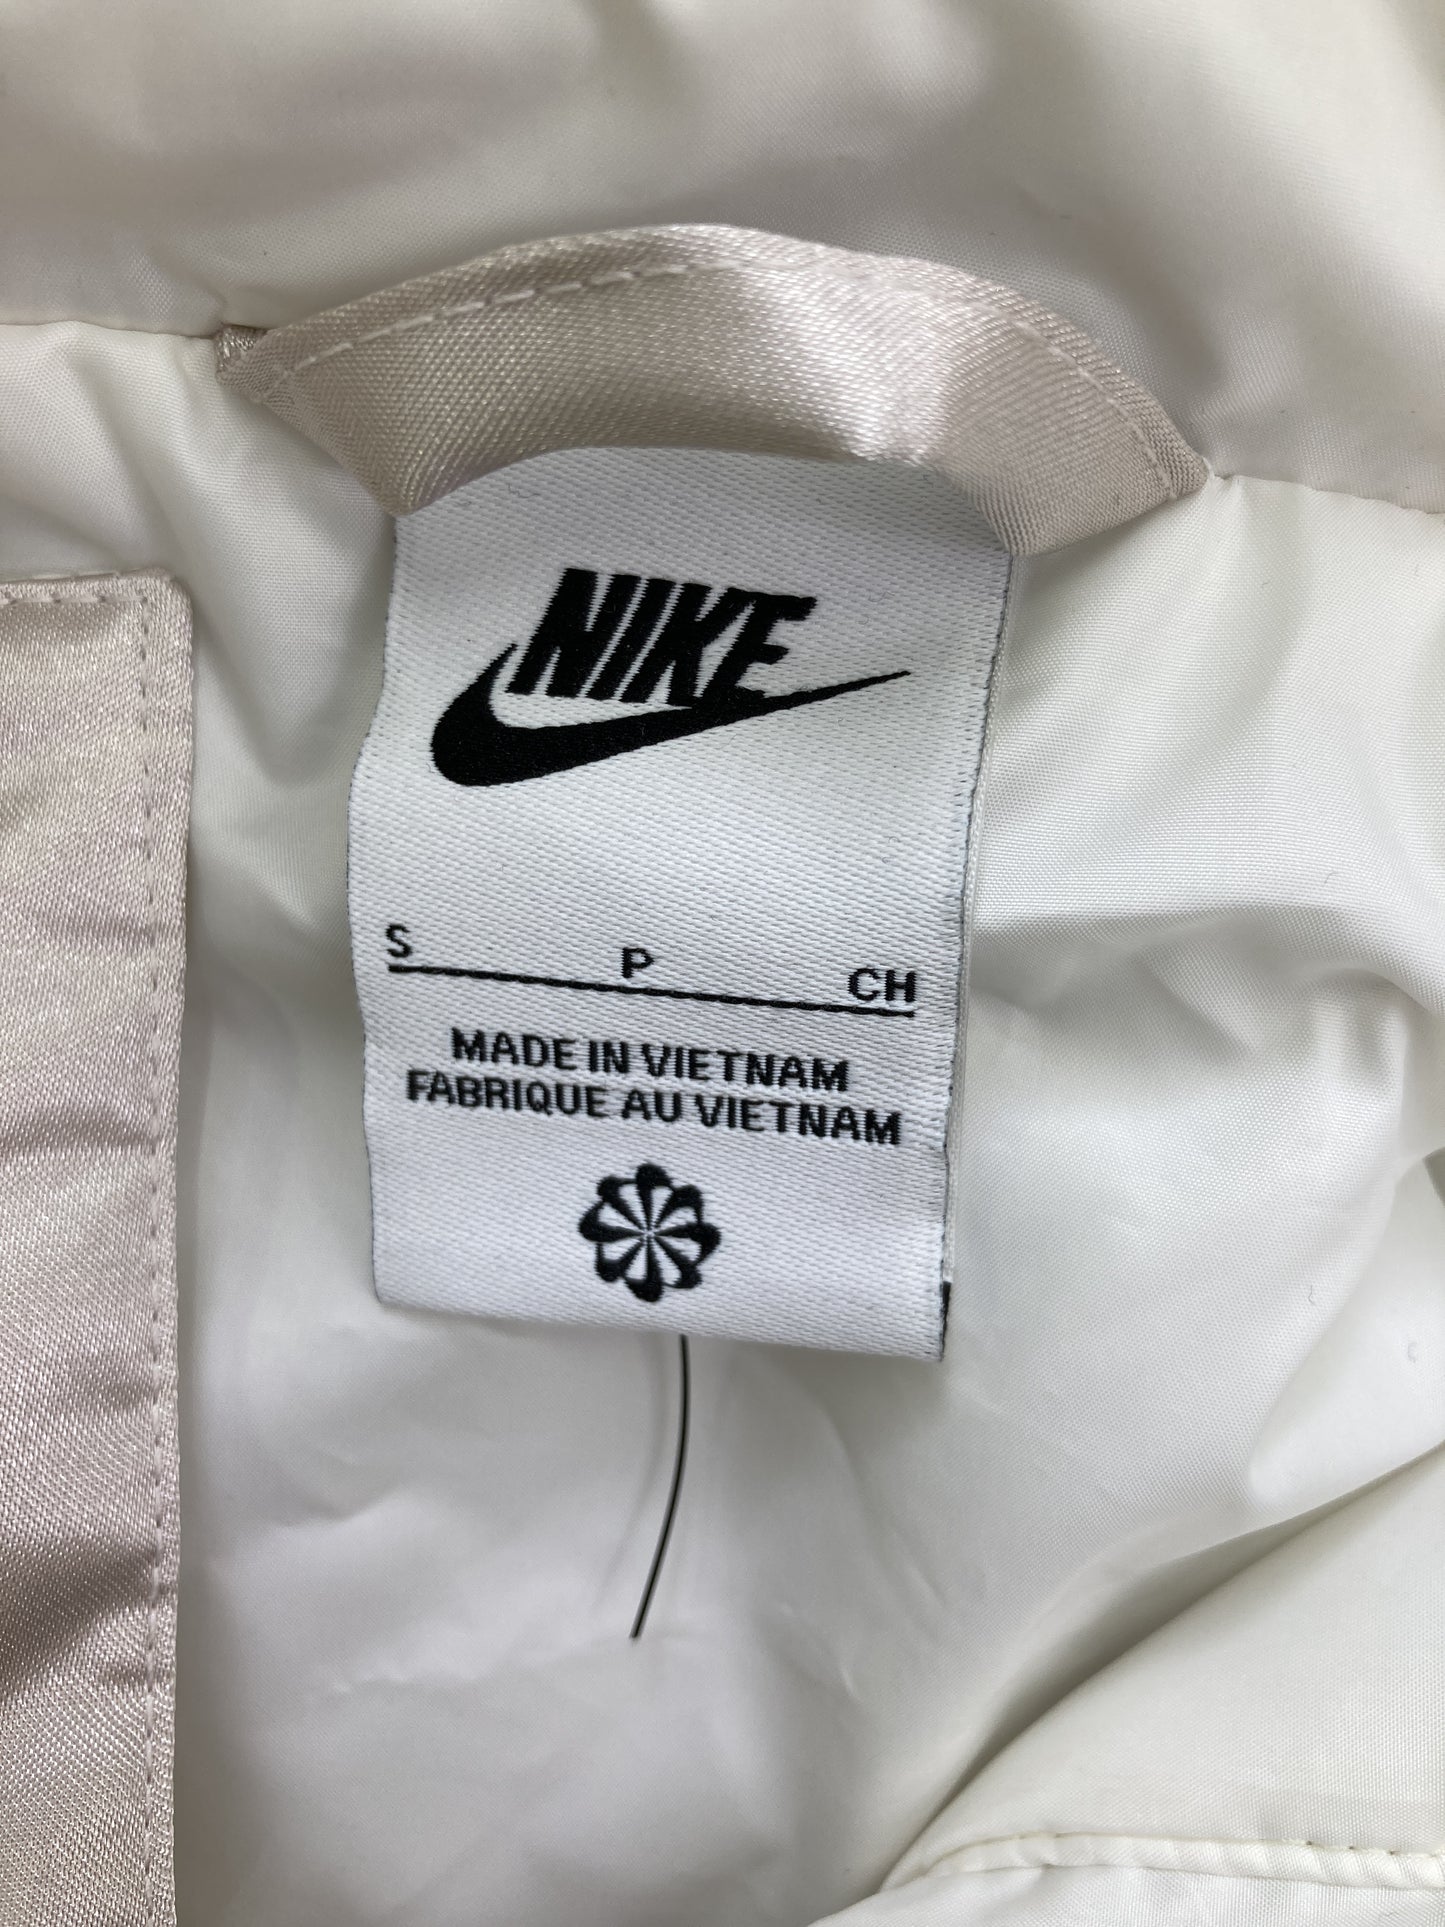 NIKE
S P CH
MADE IN VIETNAM
FABRIQUE AU VIETNAM